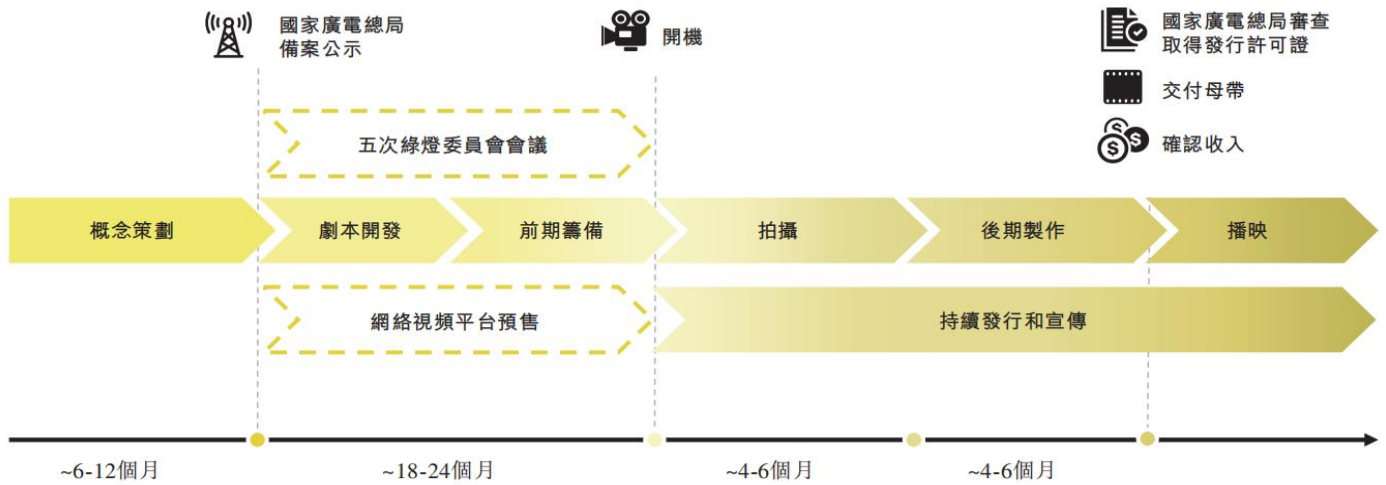 國家廣電總局
備案公示
開機
國家廣電總局審查
取得發行許可證
交付母帶
$ $
確認收入
五次綠燈委員會會議
概念策劃
劇本開發
前期籌備
拍攝
後期製作
播映
網絡視頻平台預售
持續發行和宣傳
~6-12個月
~18-24個月
~4-6個月
~4-6個月